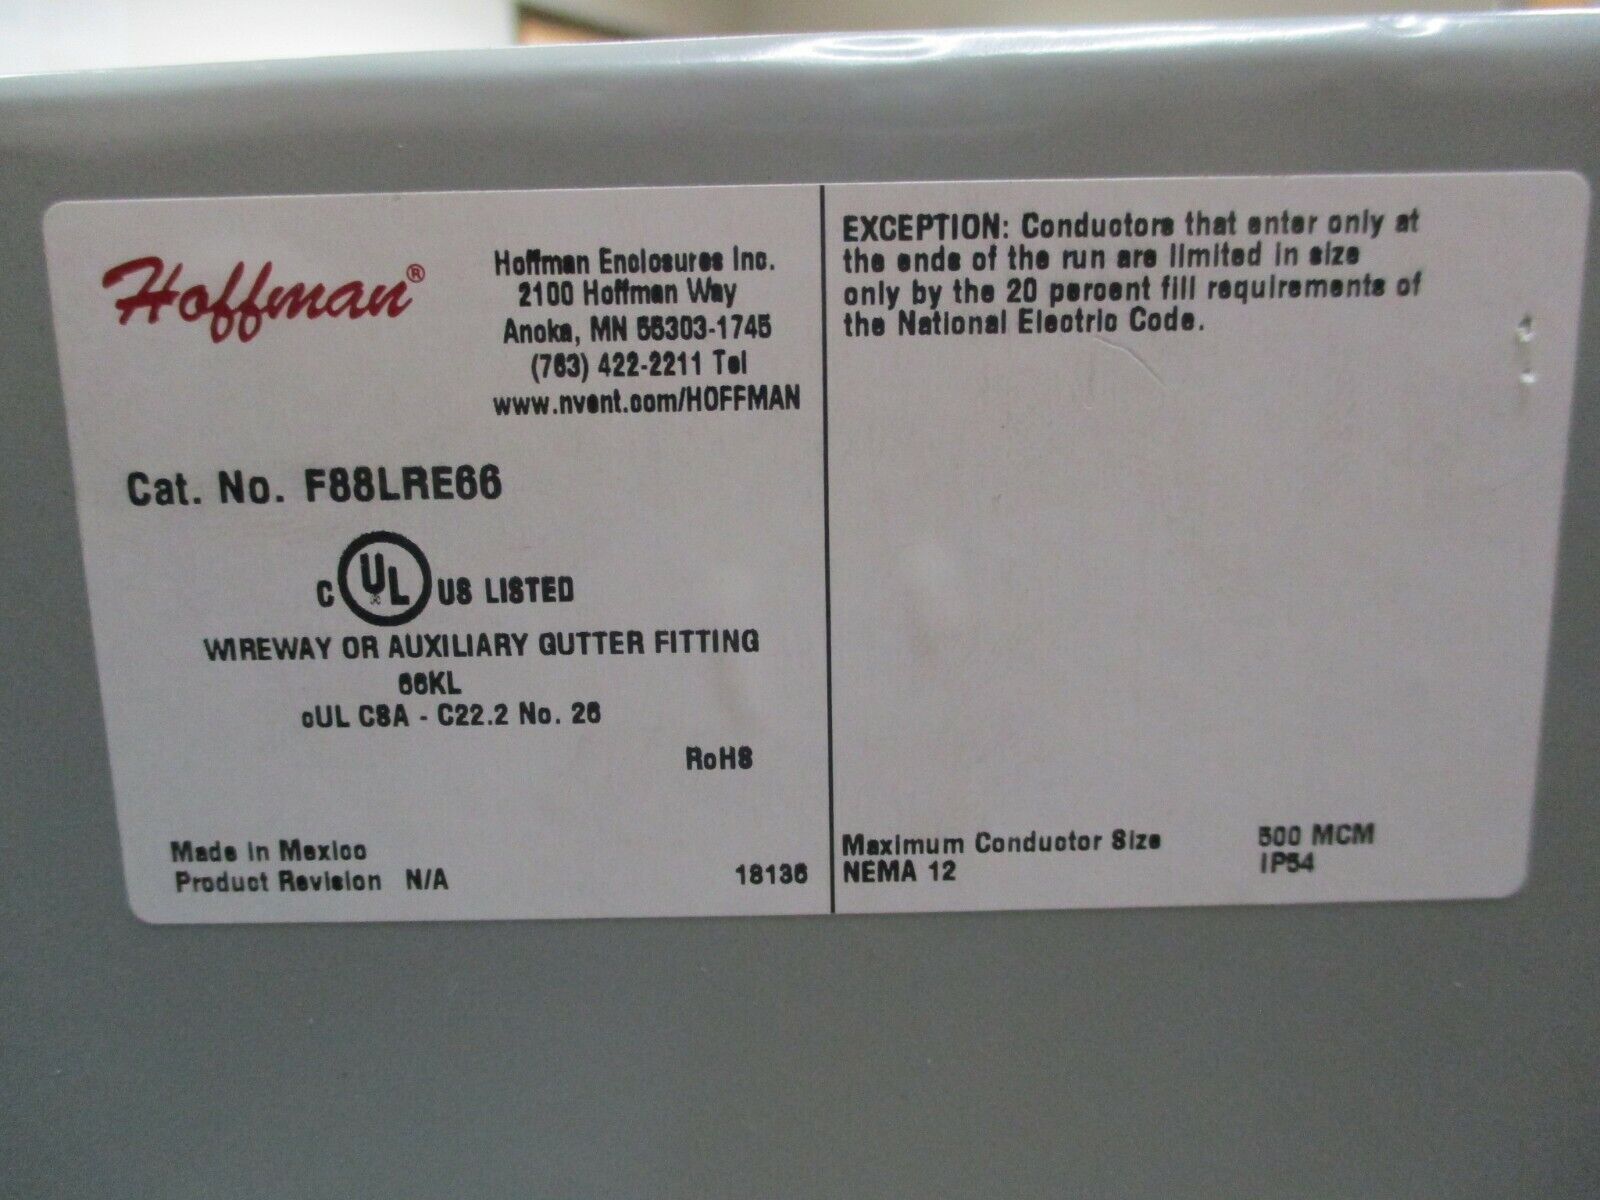 Hoffman®
Hoffman Enclosures Inc.
2100 Hoffman Way
Anoka, MN 55303-1745
(763) 422-2211 Tel
www.nvent.com/HOFFMAN
Cat. No. F88LRE66
C UL US LISTED
WIREWAY OR AUXILIARY GUTTER FITTING
66KL
cUL CSA - C22.2 No. 26
RoHS
Made in Mexico
Product Revision N/A
18136
EXCEPTION: Conductors that enter only at
the ends of the run are limited in size
only by the 20 percent fill requirements of
the National Electric Code.
Maximum Conductor Size 500 MCM
NEMA 12 IP54